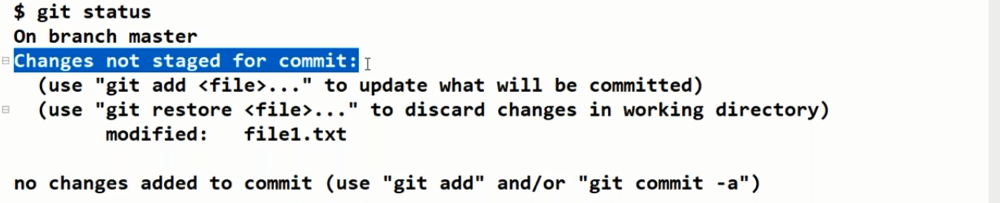 $ git status
On branch master
Changes not staged for commit:
  (use "git add <file>..." to update what will be committed)
  (use "git restore <file>..." to discard changes in working directory)
        modified:   file1.txt

no changes added to commit (use "git add" and/or "git commit -a")